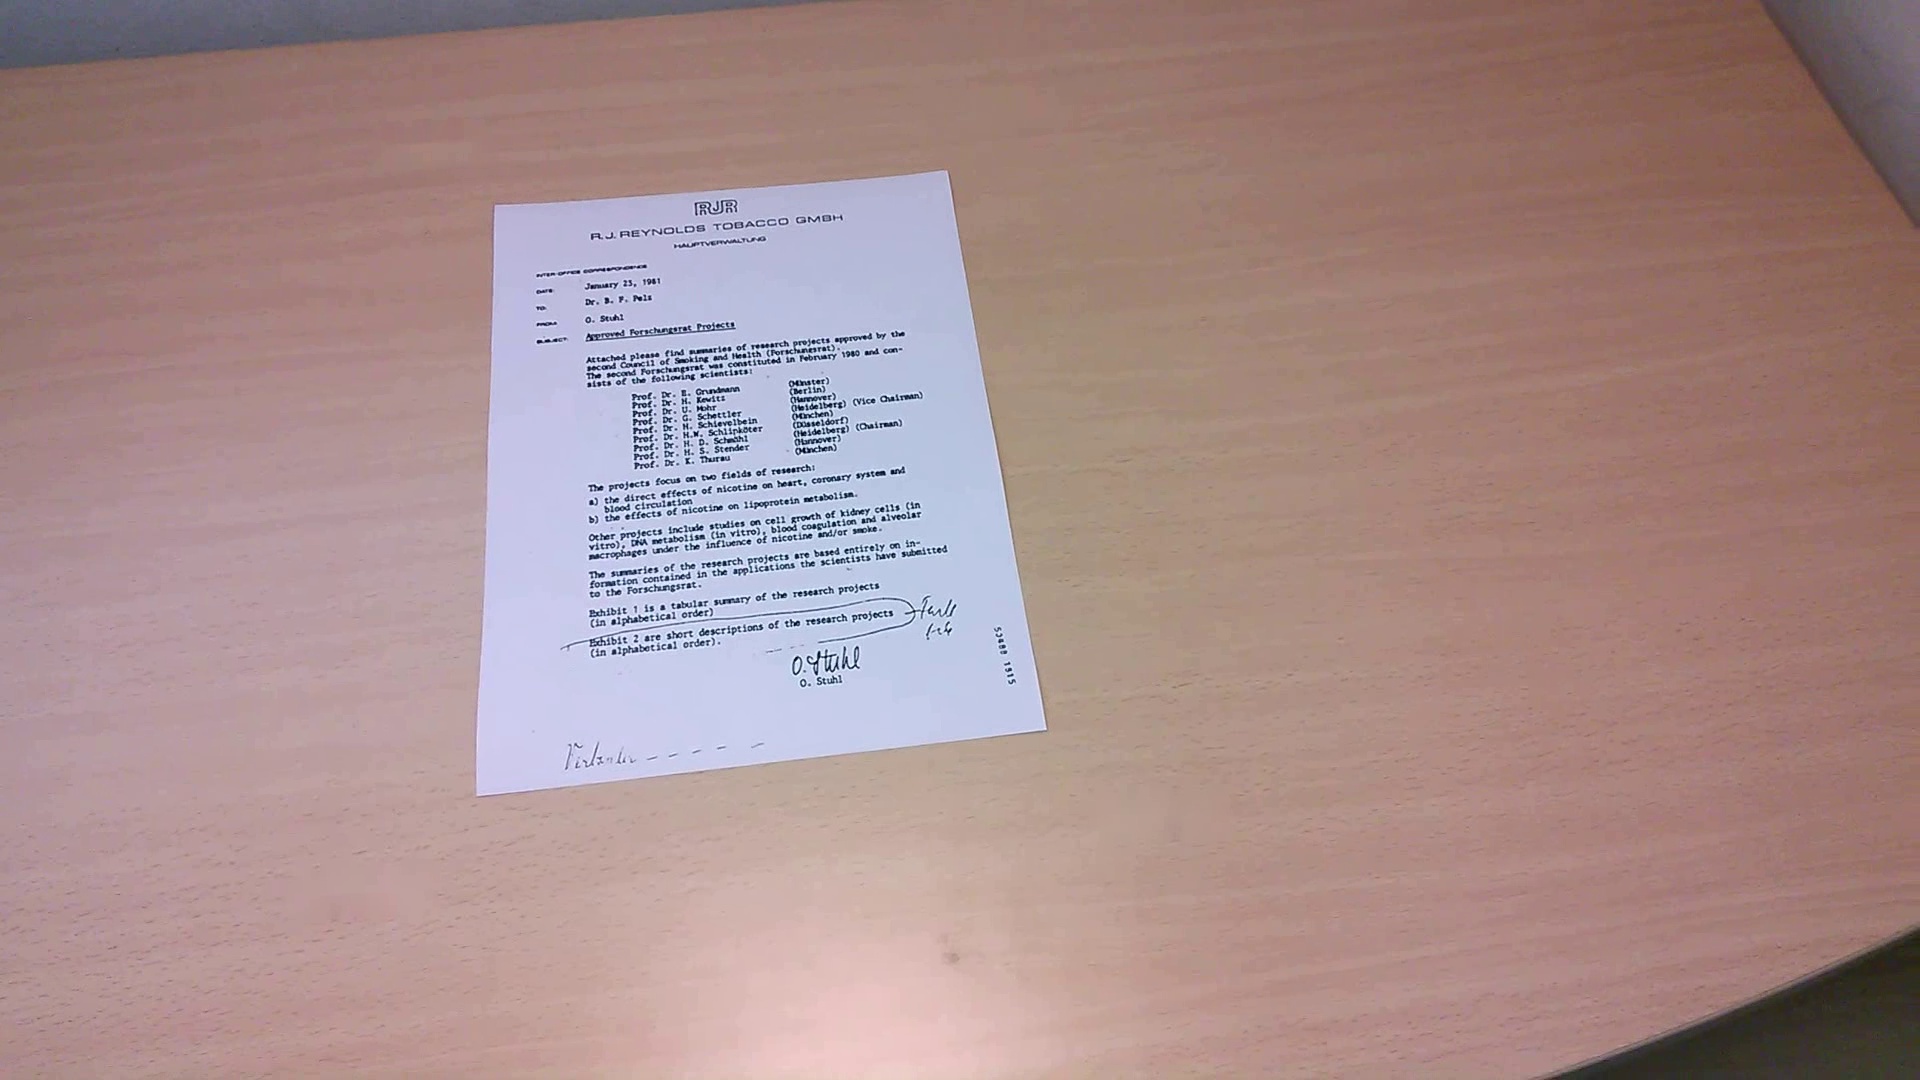 RJR
R.J. REYNOLDS TOBACCO GMBH
HAUPTVERWALTUNG
INTER-OFFICE CORRESPONDENCE
DATE: January 23, 1981
TO: Dr. B. F. Pels
FROM: O. Stuhl
SUBJECT: Approved Forschungsrat Projects
Attached please find summaries of research projects approved by the
second Council of Smoking and Health (Forschungsrat).
The second Forschungsrat was constituted in February 1980 and con-
sists of the following scientists:
Prof. Dr. E. Grundmann (Münster)
Prof. Dr. H. Kewitz (Berlin)
Prof. Dr. U. Mohr (Hannover)
Prof. Dr. G. Schettler (Heidelberg) (Vice Chairman)
Prof. Dr. H. Schievelbein (München)
Prof. Dr. H.W. Schlipköter (Düsseldorf)
Prof. Dr. H. D. Schmähl (Heidelberg) (Chairman)
Prof. Dr. H. S. Stender (Hannover)
Prof. Dr. K. Thurau (München)
The projects focus on two fields of research:
a) the direct effects of nicotine on heart, coronary system and
blood circulation
b) the effects of nicotine on lipoprotein metabolism.
Other projects include studies on cell growth of kidney cells (in
vitro), DNA metabolism (in vitro), blood coagulation and alveolar
macrophages under the influence of nicotine and/or smoke.
The summaries of the research projects are based entirely on in-
formation contained in the applications the scientists have submitted
to the Forschungsrat.
Exhibit 1 is a tabular summary of the research projects
(in alphabetical order)
Exhibit 2 are short descriptions of the research projects
(in alphabetical order).
O. Stuhl
O. Stuhl